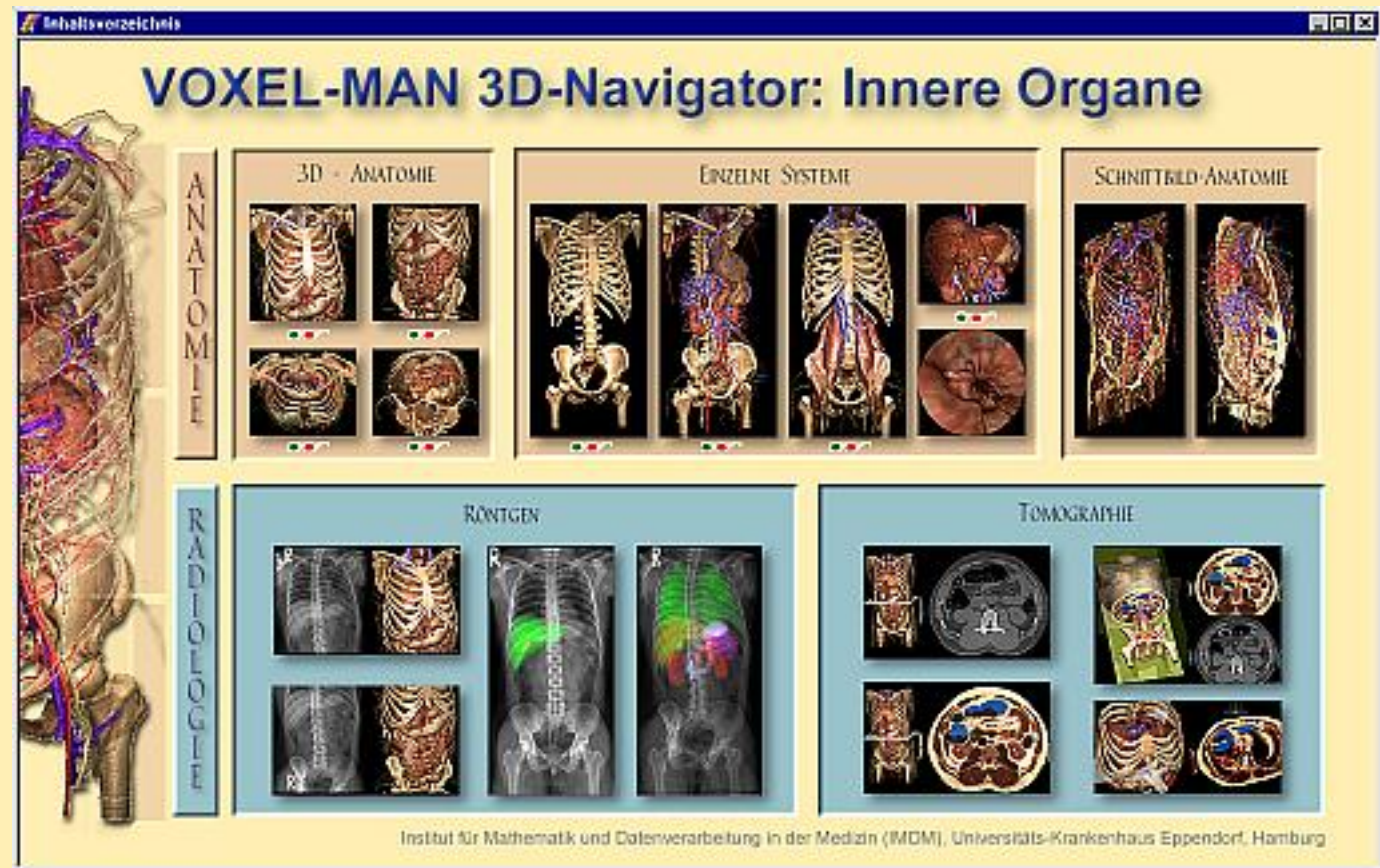 Inhaltsverzeichnis
VOXEL-MAN 3D-Navigator: Innere Organe
ANATOMIE
3D - ANATOMIE
EINZELNE SYSTEME
SCHNITTBILD-ANATOMIE
RADIOLOGIE
RÖNTGEN
R
R
R
R
TOMOGRAPHIE
Institut für Mathematik und Datenverarbeitung in der Medizin (IMDM), Universitäts-Krankenhaus Eppendorf, Hamburg